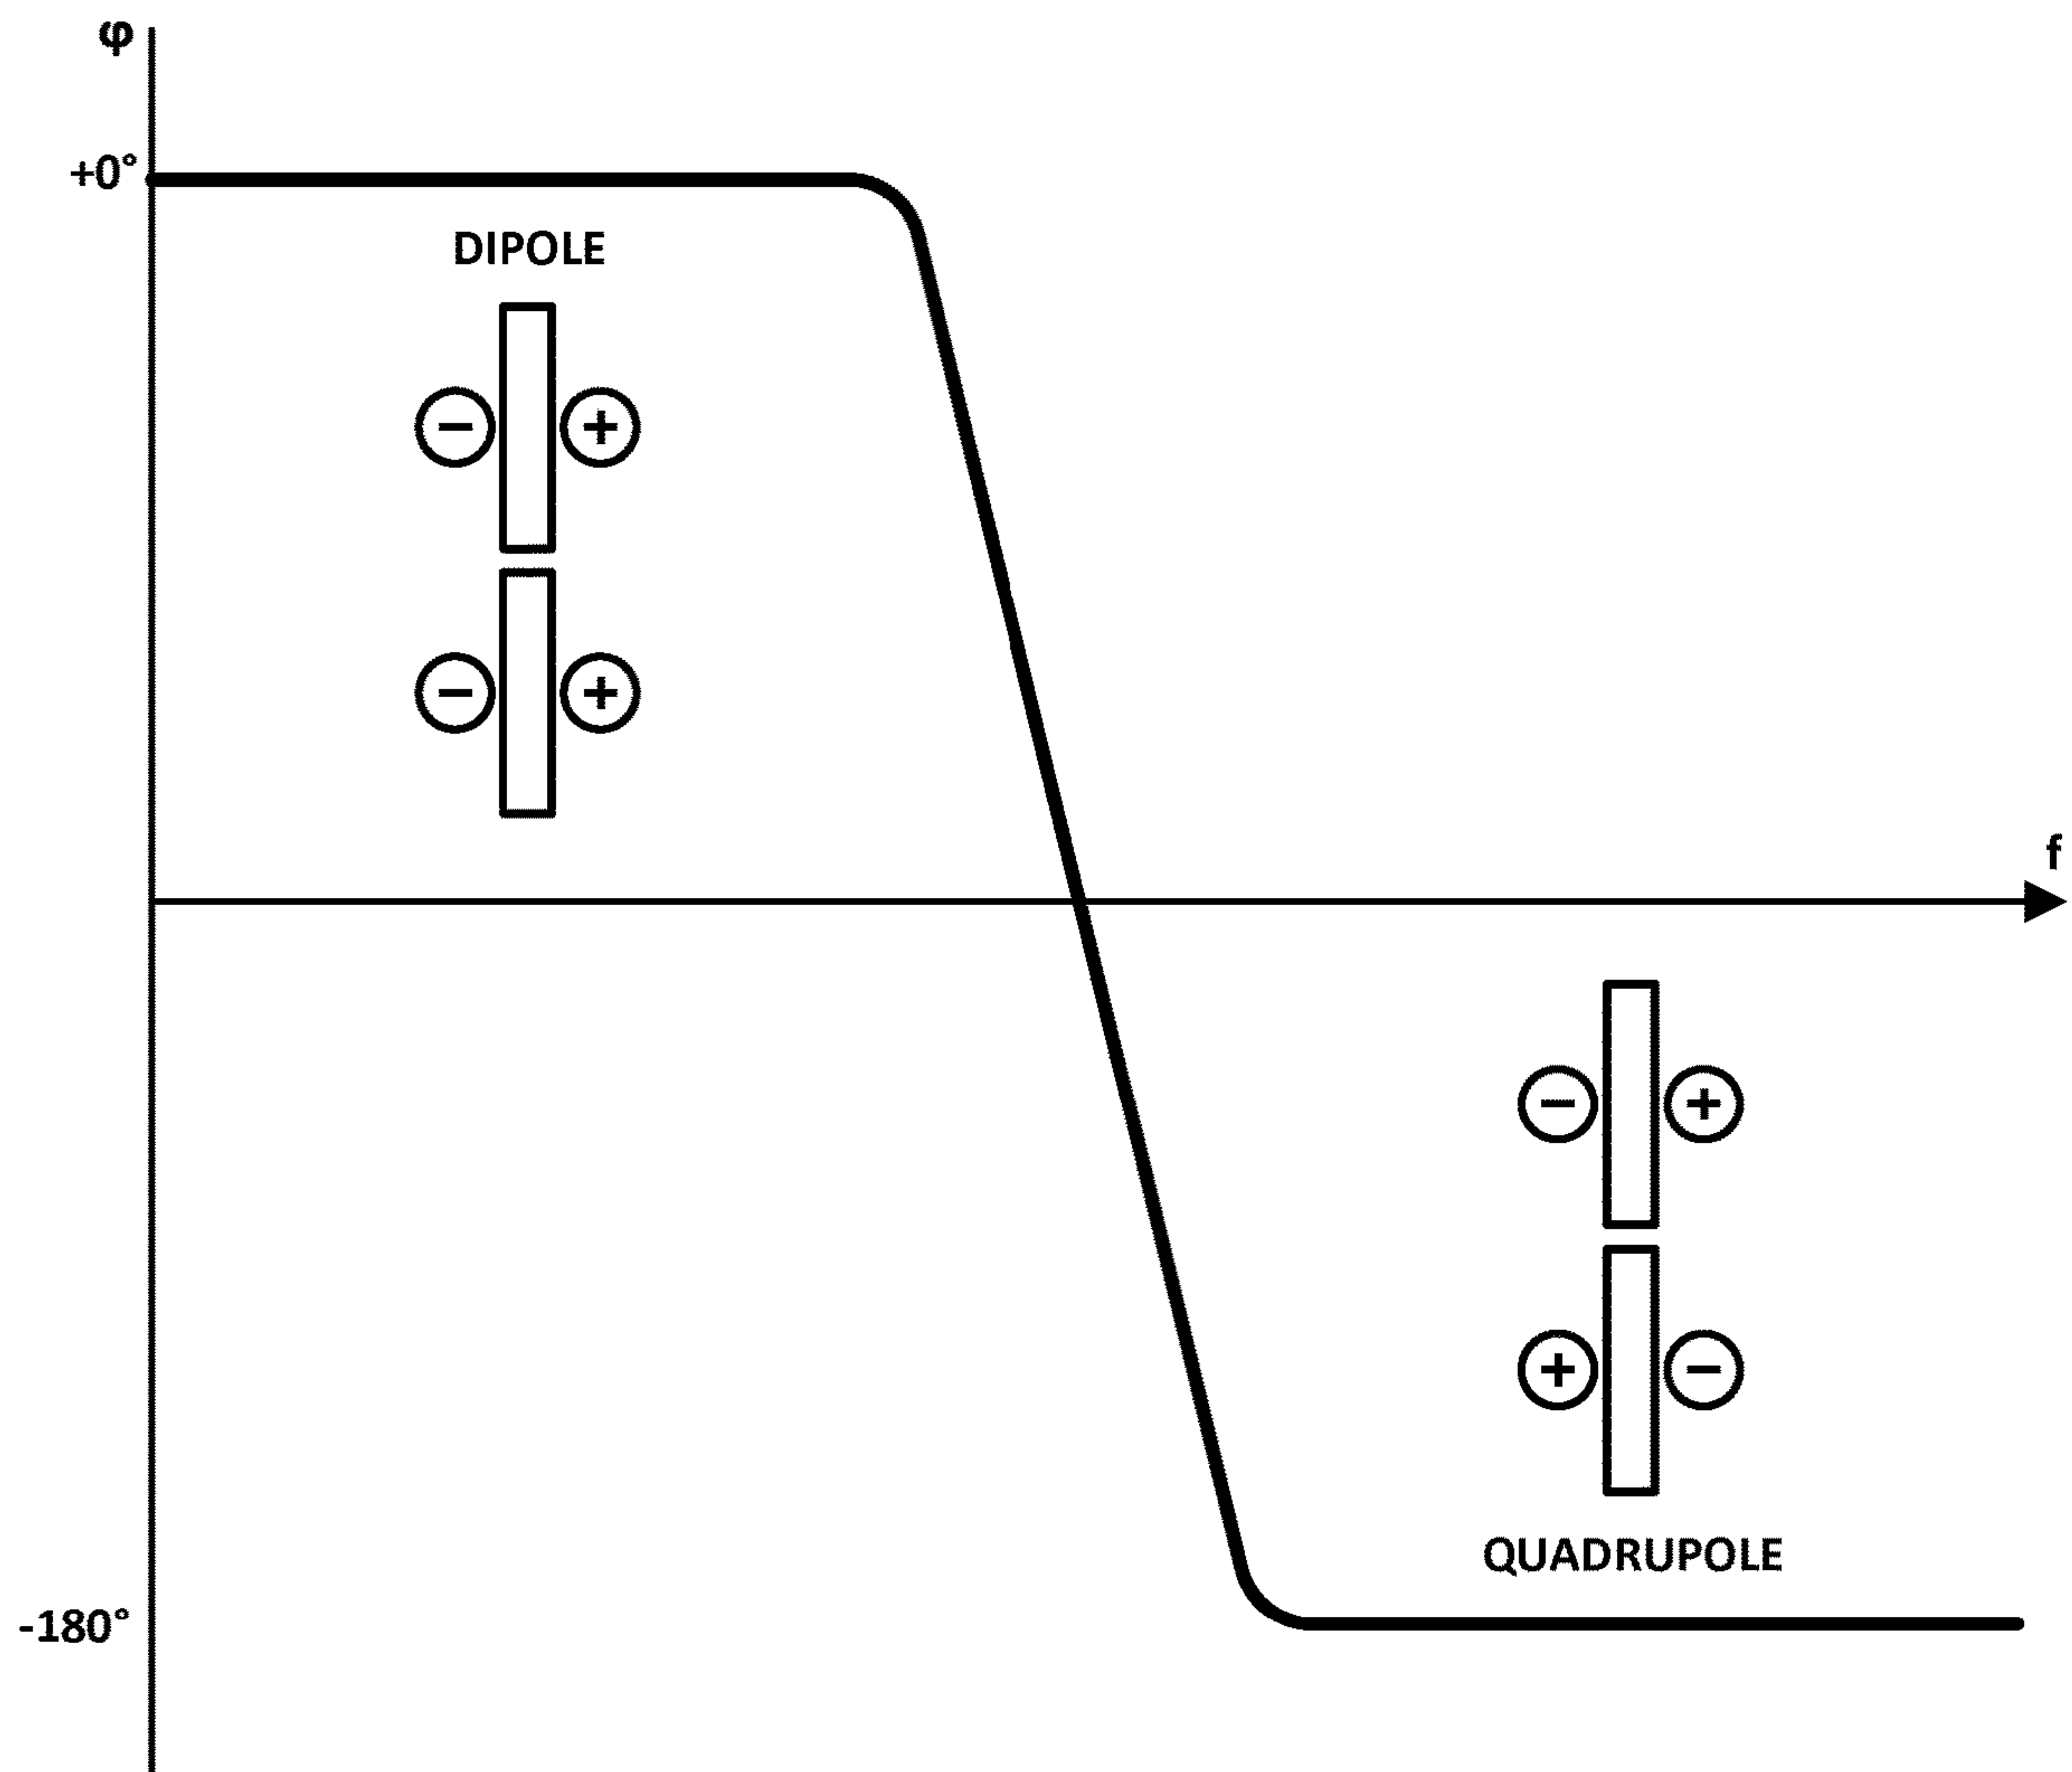 φ
+0°
DIPOLE
− +
− +
f
− +
+ −
QUADRUPOLE
-180°